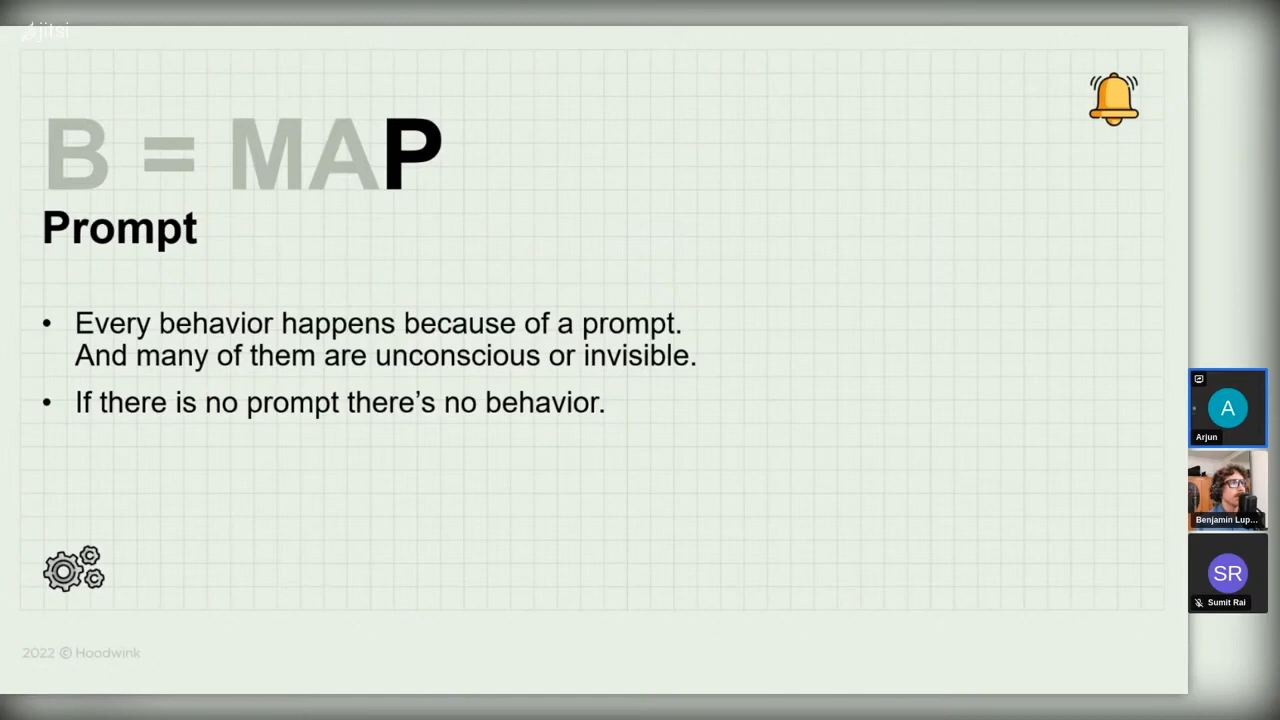 jitsi
B = MAP
Prompt
• Every behavior happens because of a prompt.
And many of them are unconscious or invisible.
• If there is no prompt there’s no behavior.
2022 © Hoodwink
A
Arjun
Benjamin Lup...
SR
Sumit Rai